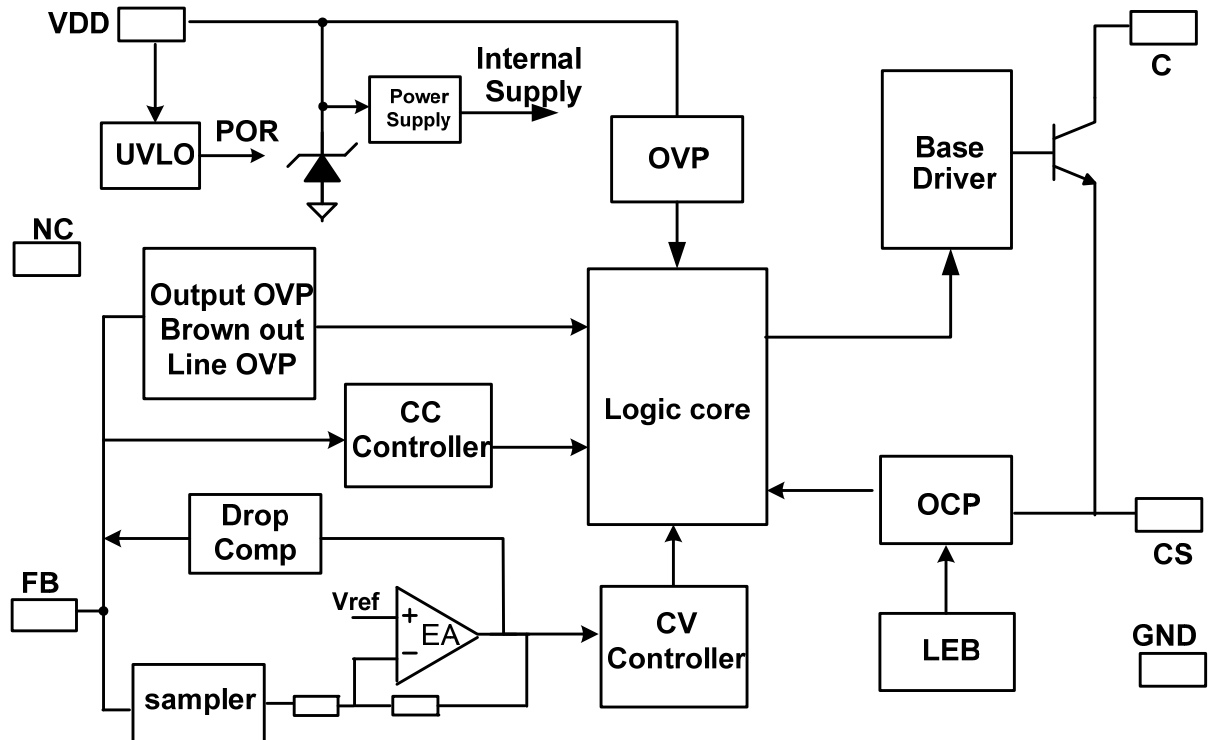 VDD
C
Internal
Supply
Power
Supply
POR
UVLO
OVP
Base
Driver
NC
Output OVP
Brown out
Line OVP
CC
Controller
Logic core
Drop
Comp
OCP
CS
FB
Vref
+
EA
−
CV
Controller
LEB
GND
sampler